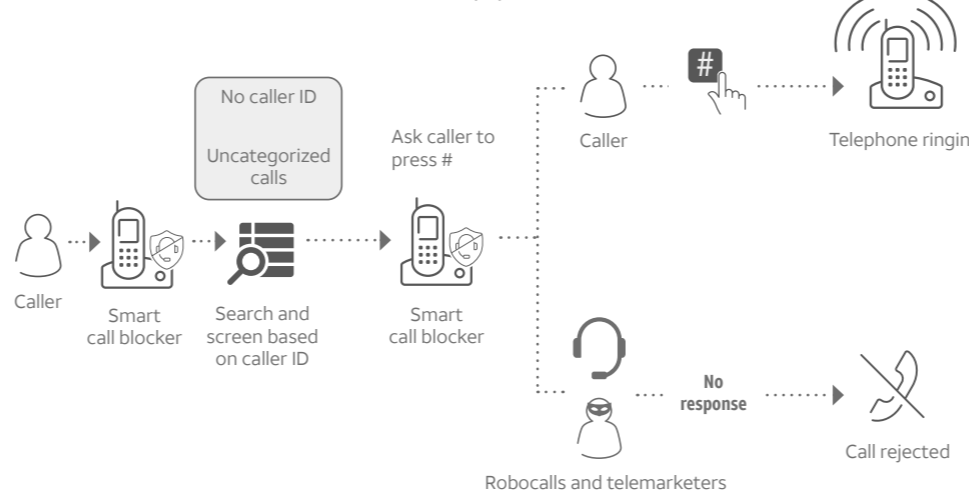 No caller ID
Uncategorized
calls
Ask caller to
press #
#
Caller
Telephone ringin
Caller
Smart
call blocker
Search and
screen based
on caller ID
Smart
call blocker
No
response
Call rejected
Robocalls and telemarketers